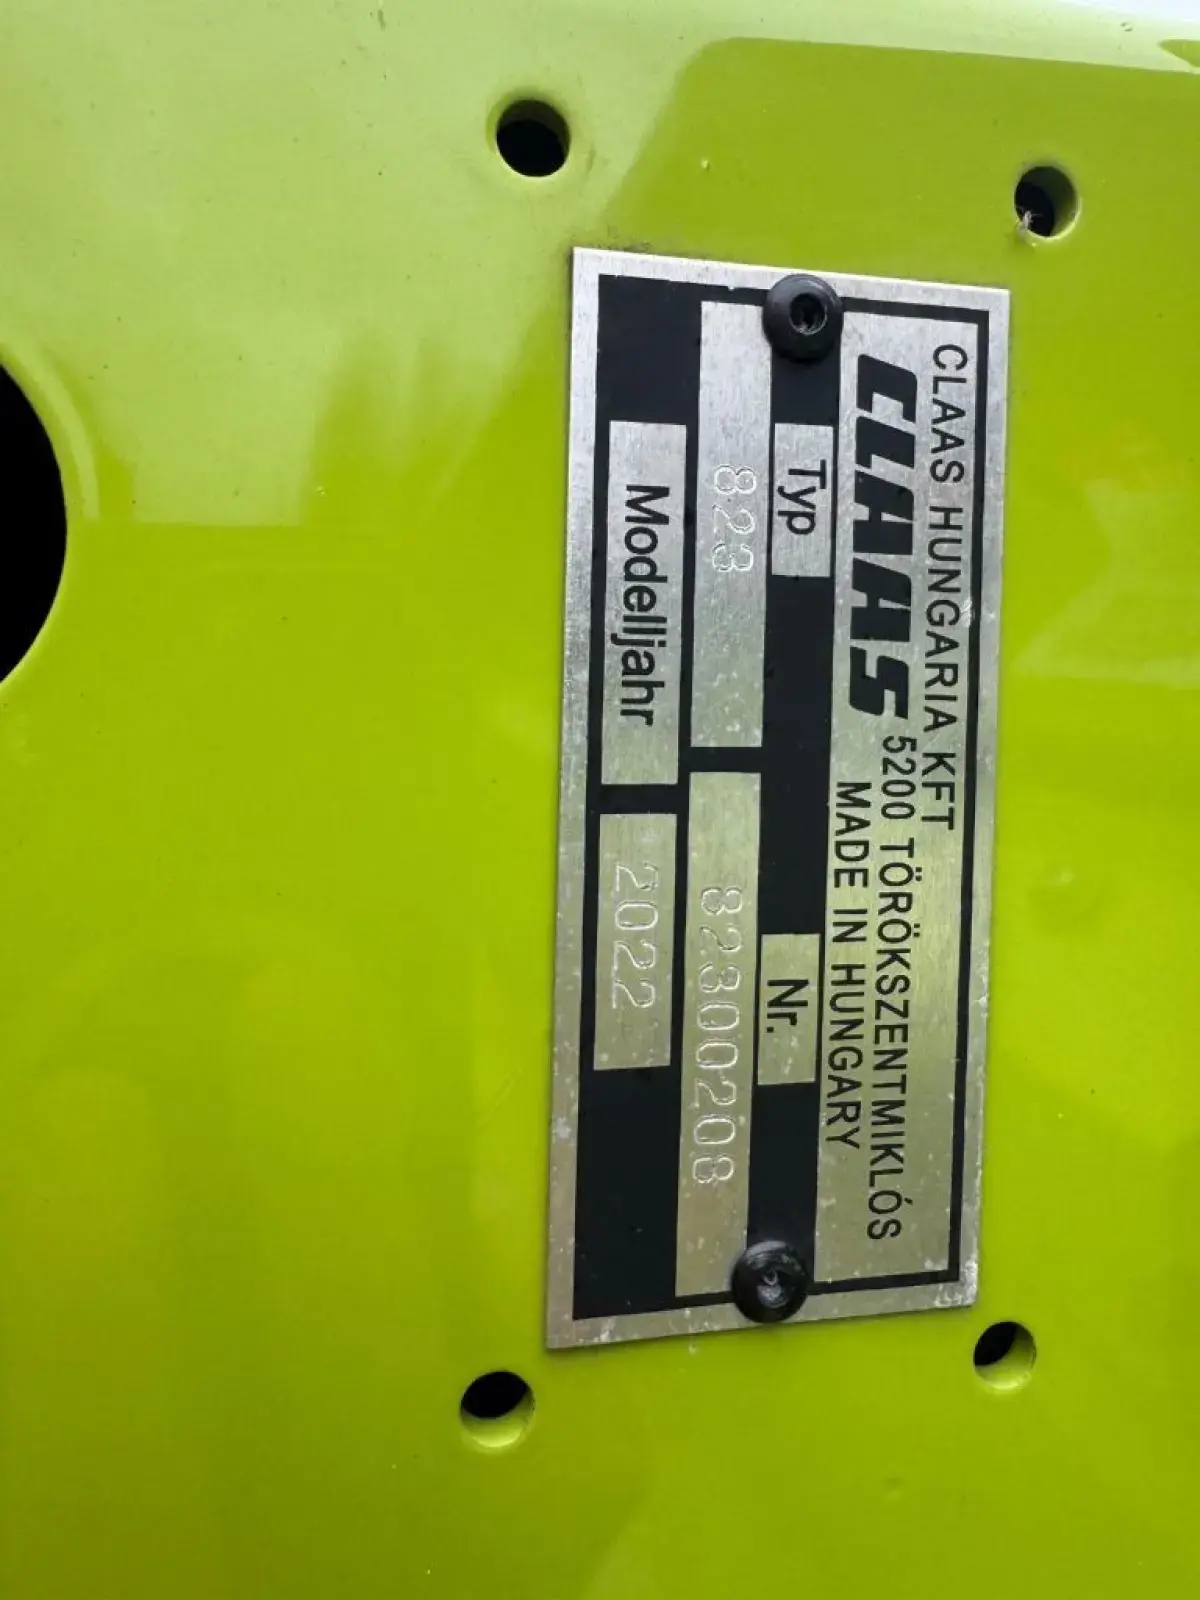 CLAAS HUNGARIA KFT
CLAAS 5200 TÖRÖKSZENTMIKLÓS
MADE IN HUNGARY
Typ Nr.
823 82300208
Modelljahr 2022